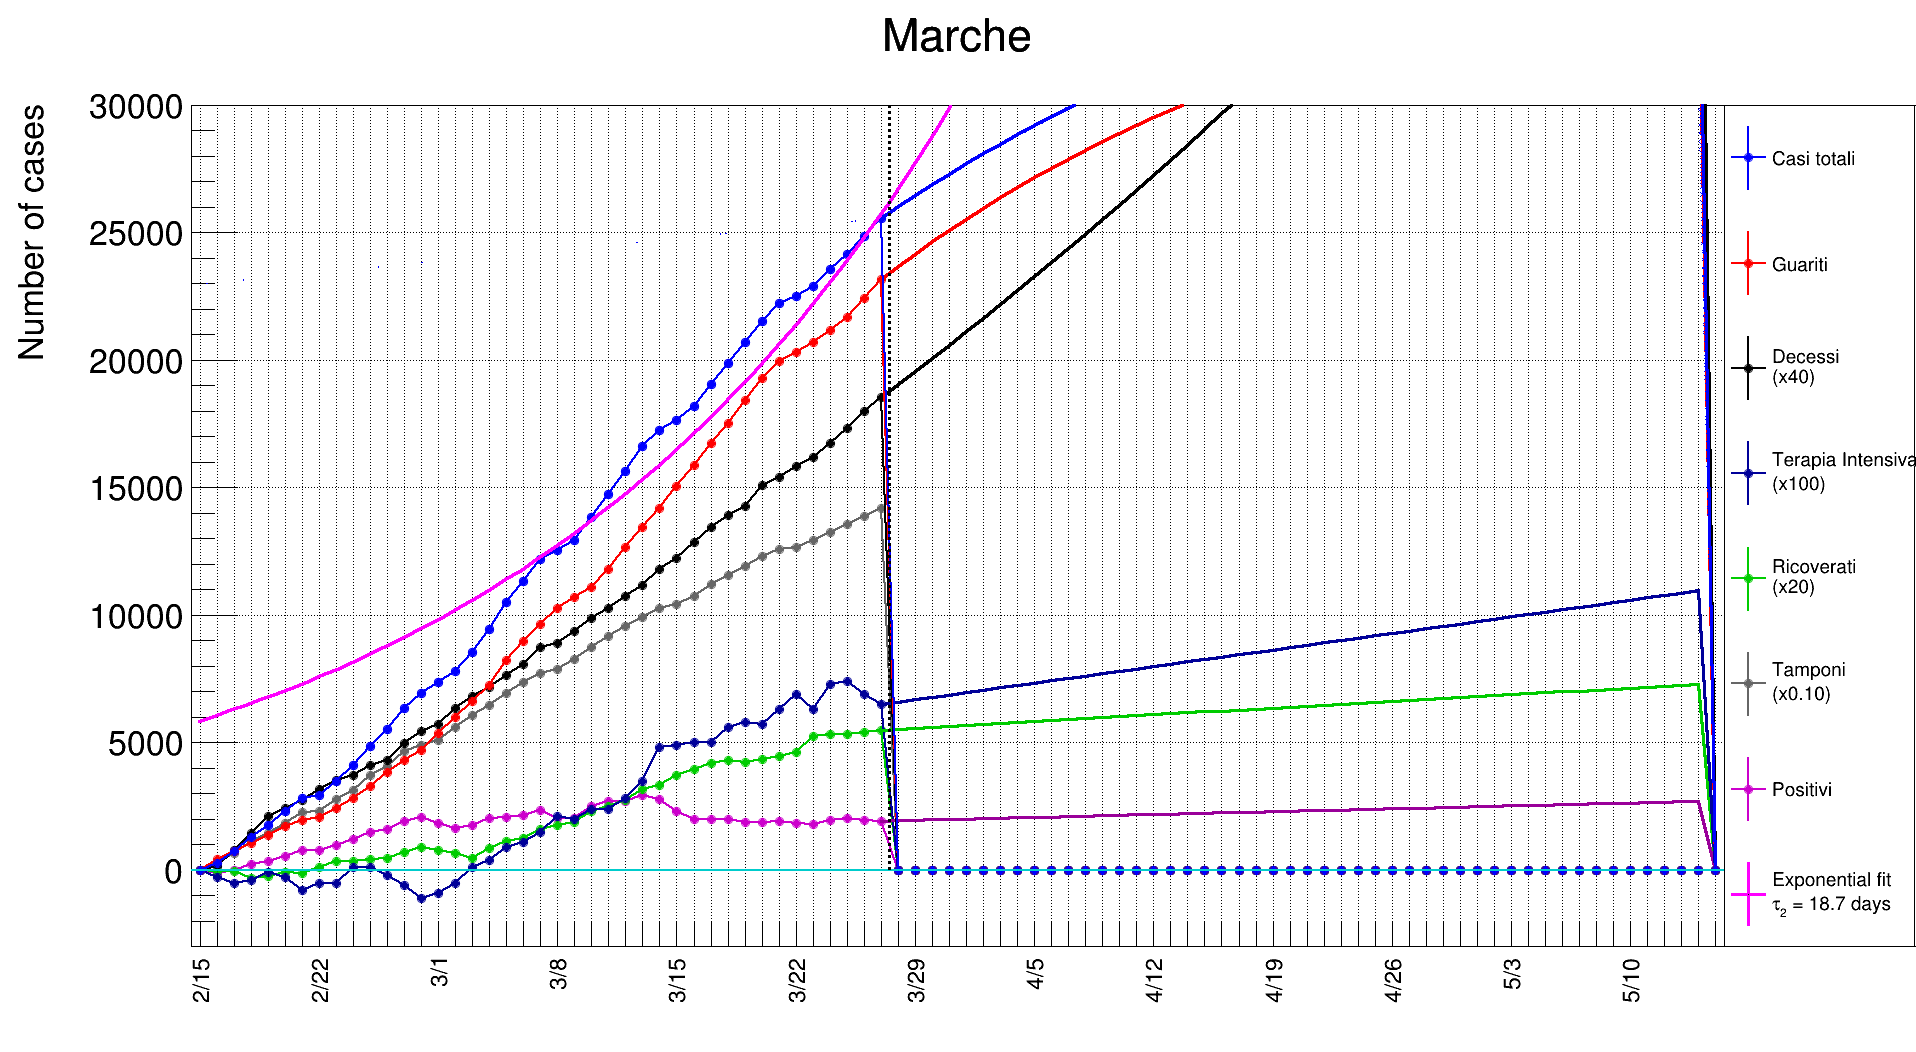 Marche
Number of cases
30000
25000
20000
15000
10000
5000
0
2/15
2/22
3/1
3/8
3/15
3/22
3/29
4/5
4/12
4/19
4/26
5/3
5/10
Casi totali
Guariti
Decessi
(x40)
Terapia Intensiva
(x100)
Ricoverati
(x20)
Tamponi
(x0.10)
Positivi
Exponential fit
τ₂ = 18.7 days